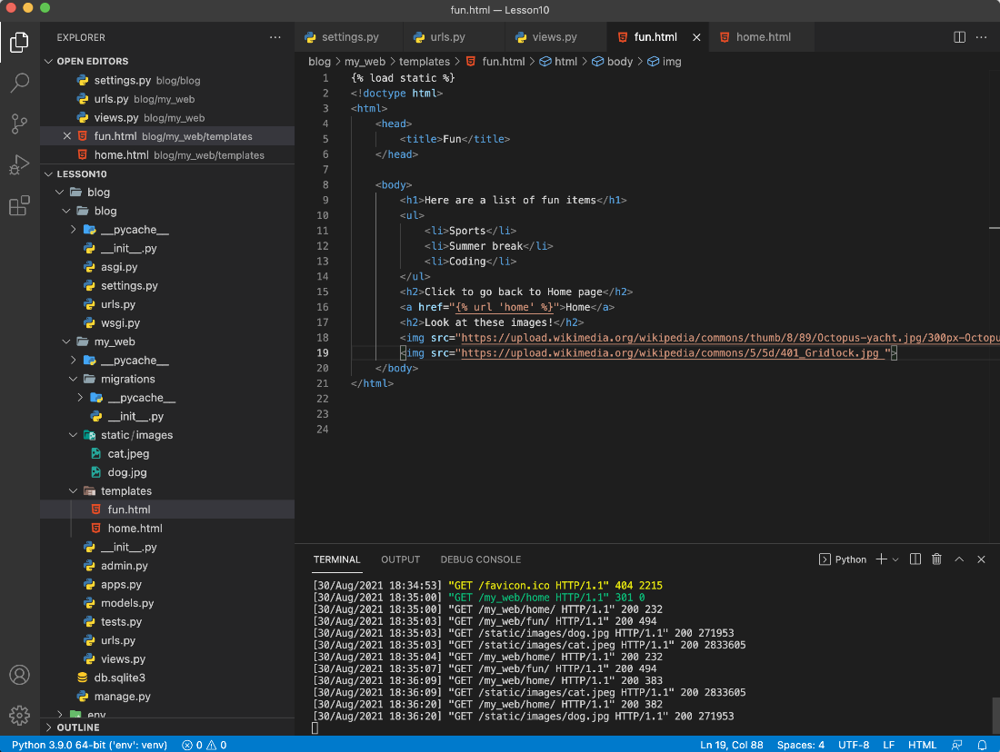 fun.html — Lesson10
EXPLORER
settings.py
urls.py
views.py
fun.html
home.html
OPEN EDITORS
settings.py blog/blog
urls.py blog/my_web
views.py blog/my_web
fun.html blog/my_web/templates
home.html blog/my_web/templates
LESSON10
blog
blog
__pycache__
__init__.py
asgi.py
settings.py
urls.py
wsgi.py
my_web
__pycache__
migrations
__pycache__
__init__.py
static/images
cat.jpeg
dog.jpg
templates
fun.html
home.html
__init__.py
admin.py
apps.py
models.py
tests.py
urls.py
views.py
db.sqlite3
manage.py
env
OUTLINE
blog > my_web > templates > fun.html > html > body > img
1 {% load static %}
2 <!doctype html>
3 <html>
4 <head>
5 <title>Fun</title>
6 </head>
7
8 <body>
9 <h1>Here are a list of fun items</h1>
10 <ul>
11 <li>Sports</li>
12 <li>Summer break</li>
13 <li>Coding</li>
14 </ul>
15 <h2>Click to go back to Home page</h2>
16 <a href="{% url 'home' %}">Home</a>
17 <h2>Look at these images!</h2>
18 <img src="https://upload.wikimedia.org/wikipedia/commons/thumb/8/89/Octopus-yacht.jpg/300px-Octopu
19 <img src="https://upload.wikimedia.org/wikipedia/commons/5/5d/401_Gridlock.jpg ">
20 </body>
21 </html>
22
23
24
TERMINAL OUTPUT DEBUG CONSOLE
Python
[30/Aug/2021 18:34:53] "GET /favicon.ico HTTP/1.1" 404 2215
[30/Aug/2021 18:35:00] "GET /my_web/home HTTP/1.1" 301 0
[30/Aug/2021 18:35:00] "GET /my_web/home/ HTTP/1.1" 200 232
[30/Aug/2021 18:35:03] "GET /my_web/fun/ HTTP/1.1" 200 494
[30/Aug/2021 18:35:03] "GET /static/images/dog.jpg HTTP/1.1" 200 271953
[30/Aug/2021 18:35:03] "GET /static/images/cat.jpeg HTTP/1.1" 200 2833605
[30/Aug/2021 18:35:04] "GET /my_web/home/ HTTP/1.1" 200 232
[30/Aug/2021 18:35:07] "GET /my_web/fun/ HTTP/1.1" 200 494
[30/Aug/2021 18:36:09] "GET /my_web/home/ HTTP/1.1" 200 383
[30/Aug/2021 18:36:09] "GET /static/images/cat.jpeg HTTP/1.1" 200 2833605
[30/Aug/2021 18:36:20] "GET /my_web/home/ HTTP/1.1" 200 382
[30/Aug/2021 18:36:20] "GET /static/images/dog.jpg HTTP/1.1" 200 271953
Python 3.9.0 64-bit ('env': venv) 0 0 Ln 19, Col 88 Spaces: 4 UTF-8 LF HTML